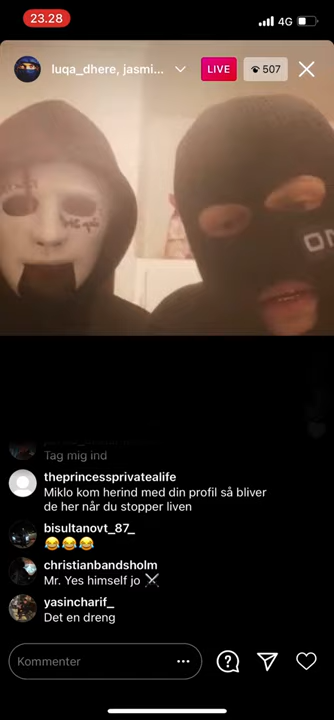 23.28
4G
luqa_dhere, jasmi...
LIVE
507
Tag mig ind
theprincessprivatealife
Miklo kom herind med din profil så bliver
de her når du stopper liven
bisultanovt_87_
😂😂😂
christianbandsholm
Mr. Yes himself jo ⚔️
yasincharif_
Det en dreng
Kommenter